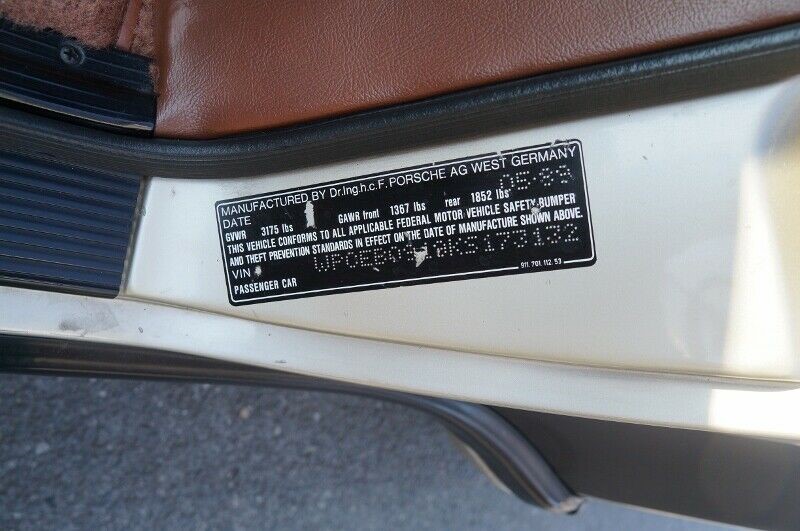 MANUFACTURED BY Dr.Ing.h.c.F. PORSCHE AG WEST GERMANY
DATE 05-89
GVWR 3175 lbs GAWR front 1367 lbs rear 1852 lbs
THIS VEHICLE CONFORMS TO ALL APPLICABLE FEDERAL MOTOR VEHICLE SAFETY, BUMPER
AND THEFT PREVENTION STANDARDS IN EFFECT ON THE DATE OF MANUFACTURE SHOWN ABOVE.
VIN
PASSENGER CAR 911. 701. 112. 53